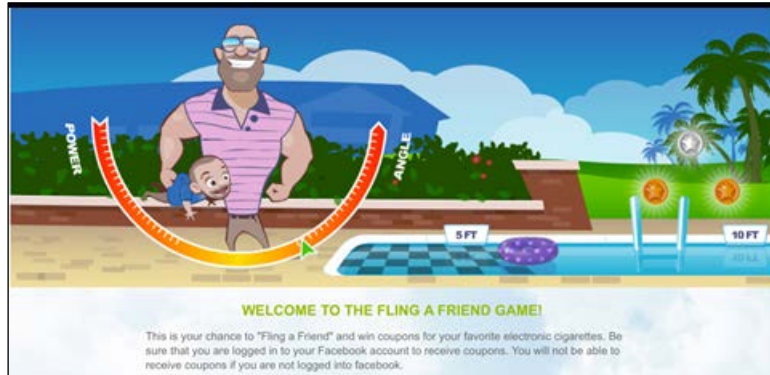 POWER
ANGLE
5 FT
10 FT
WELCOME TO THE FLING A FRIEND GAME!
This is your chance to "Fling a Friend" and win coupons for your favorite electronic cigarettes. Be
sure that you are logged in to your Facebook account to receive coupons. You will not be able to
receive coupons if you are not logged into facebook.